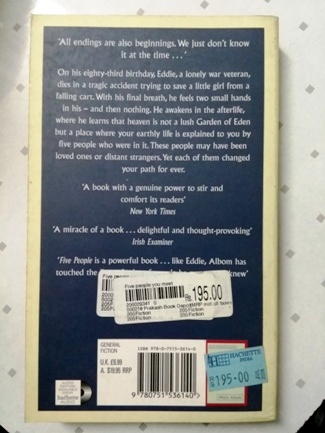 'All endings are also beginnings. We just don't know
it at the time . . .'
On his eighty-third birthday, Eddie, a lonely war veteran,
dies in a tragic accident trying to save a little girl from a
falling cart. With his final breath, he feels two small hands
in his – and then nothing. He awakens in the afterlife,
where he learns that heaven is not a lush Garden of Eden
but a place where your earthly life is explained to you by
five people who were in it. These people may have been
loved ones or distant strangers. Yet each of them changed
your path for ever.
'A book with a genuine power to stir and
comfort its readers'
New York Times
'A miracle of a book . . . delightful and thought-provoking'
Irish Examiner
'Five People is a powerful book . . . like Eddie, Albom has
touched the knew'
Five people you meet
195.00
Prakash Book Depot
Fiction
GENERAL
FICTION
U.K. £6.99
A. $19.95 RRP
ISBN 978-0-7515-3614-0
9 780751 536140
HACHETTE
INDIA
195-00